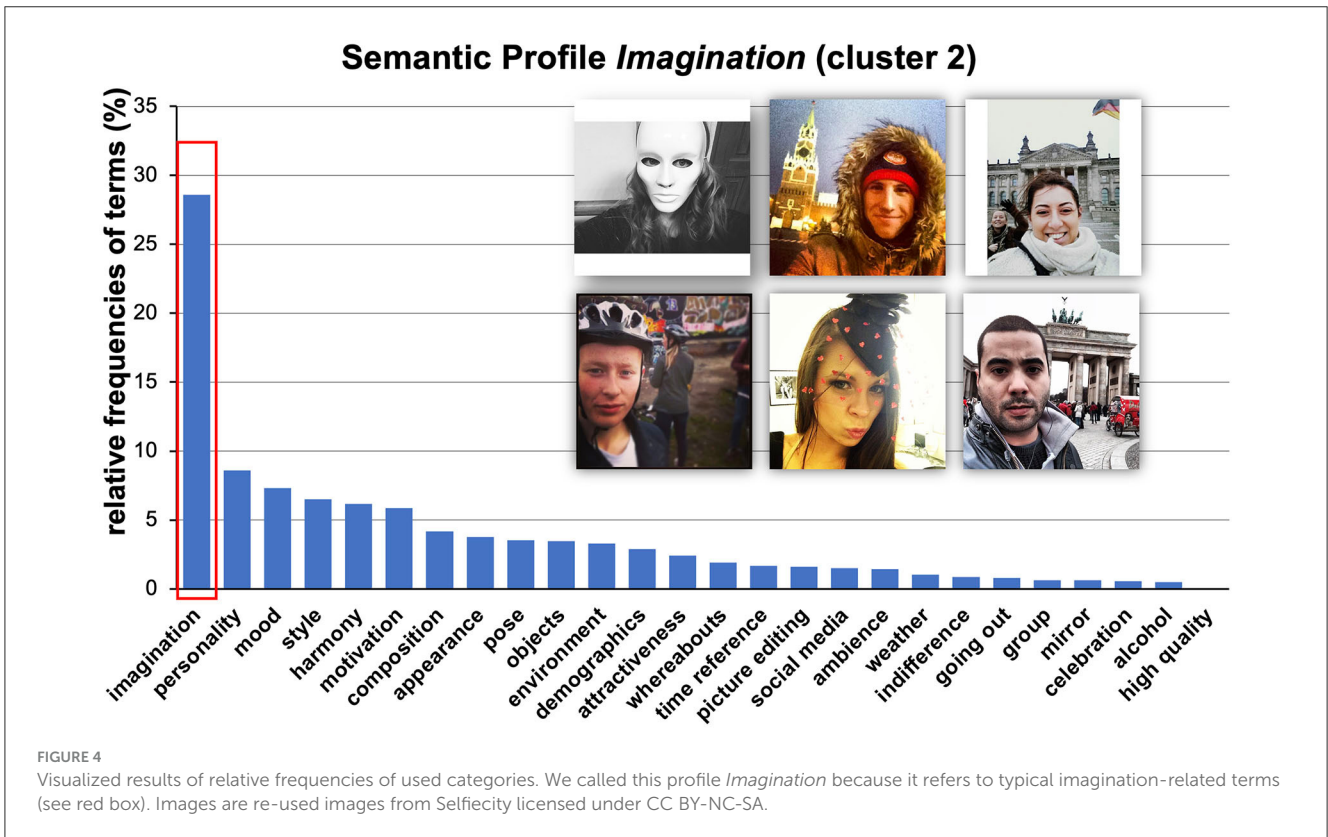 Semantic Profile Imagination (cluster 2)
relative frequencies of terms (%)
35
30
25
20
15
10
5
0
imagination
personality
mood
style
harmony
motivation
composition
appearance
pose
objects
environment
demographics
attractiveness
whereabouts
time reference
picture editing
social media
ambience
weather
indifference
going out
group
mirror
celebration
alcohol
high quality
FIGURE 4
Visualized results of relative frequencies of used categories. We called this profile Imagination because it refers to typical imagination-related terms
(see red box). Images are re-used images from Selfiecity licensed under CC BY-NC-SA.